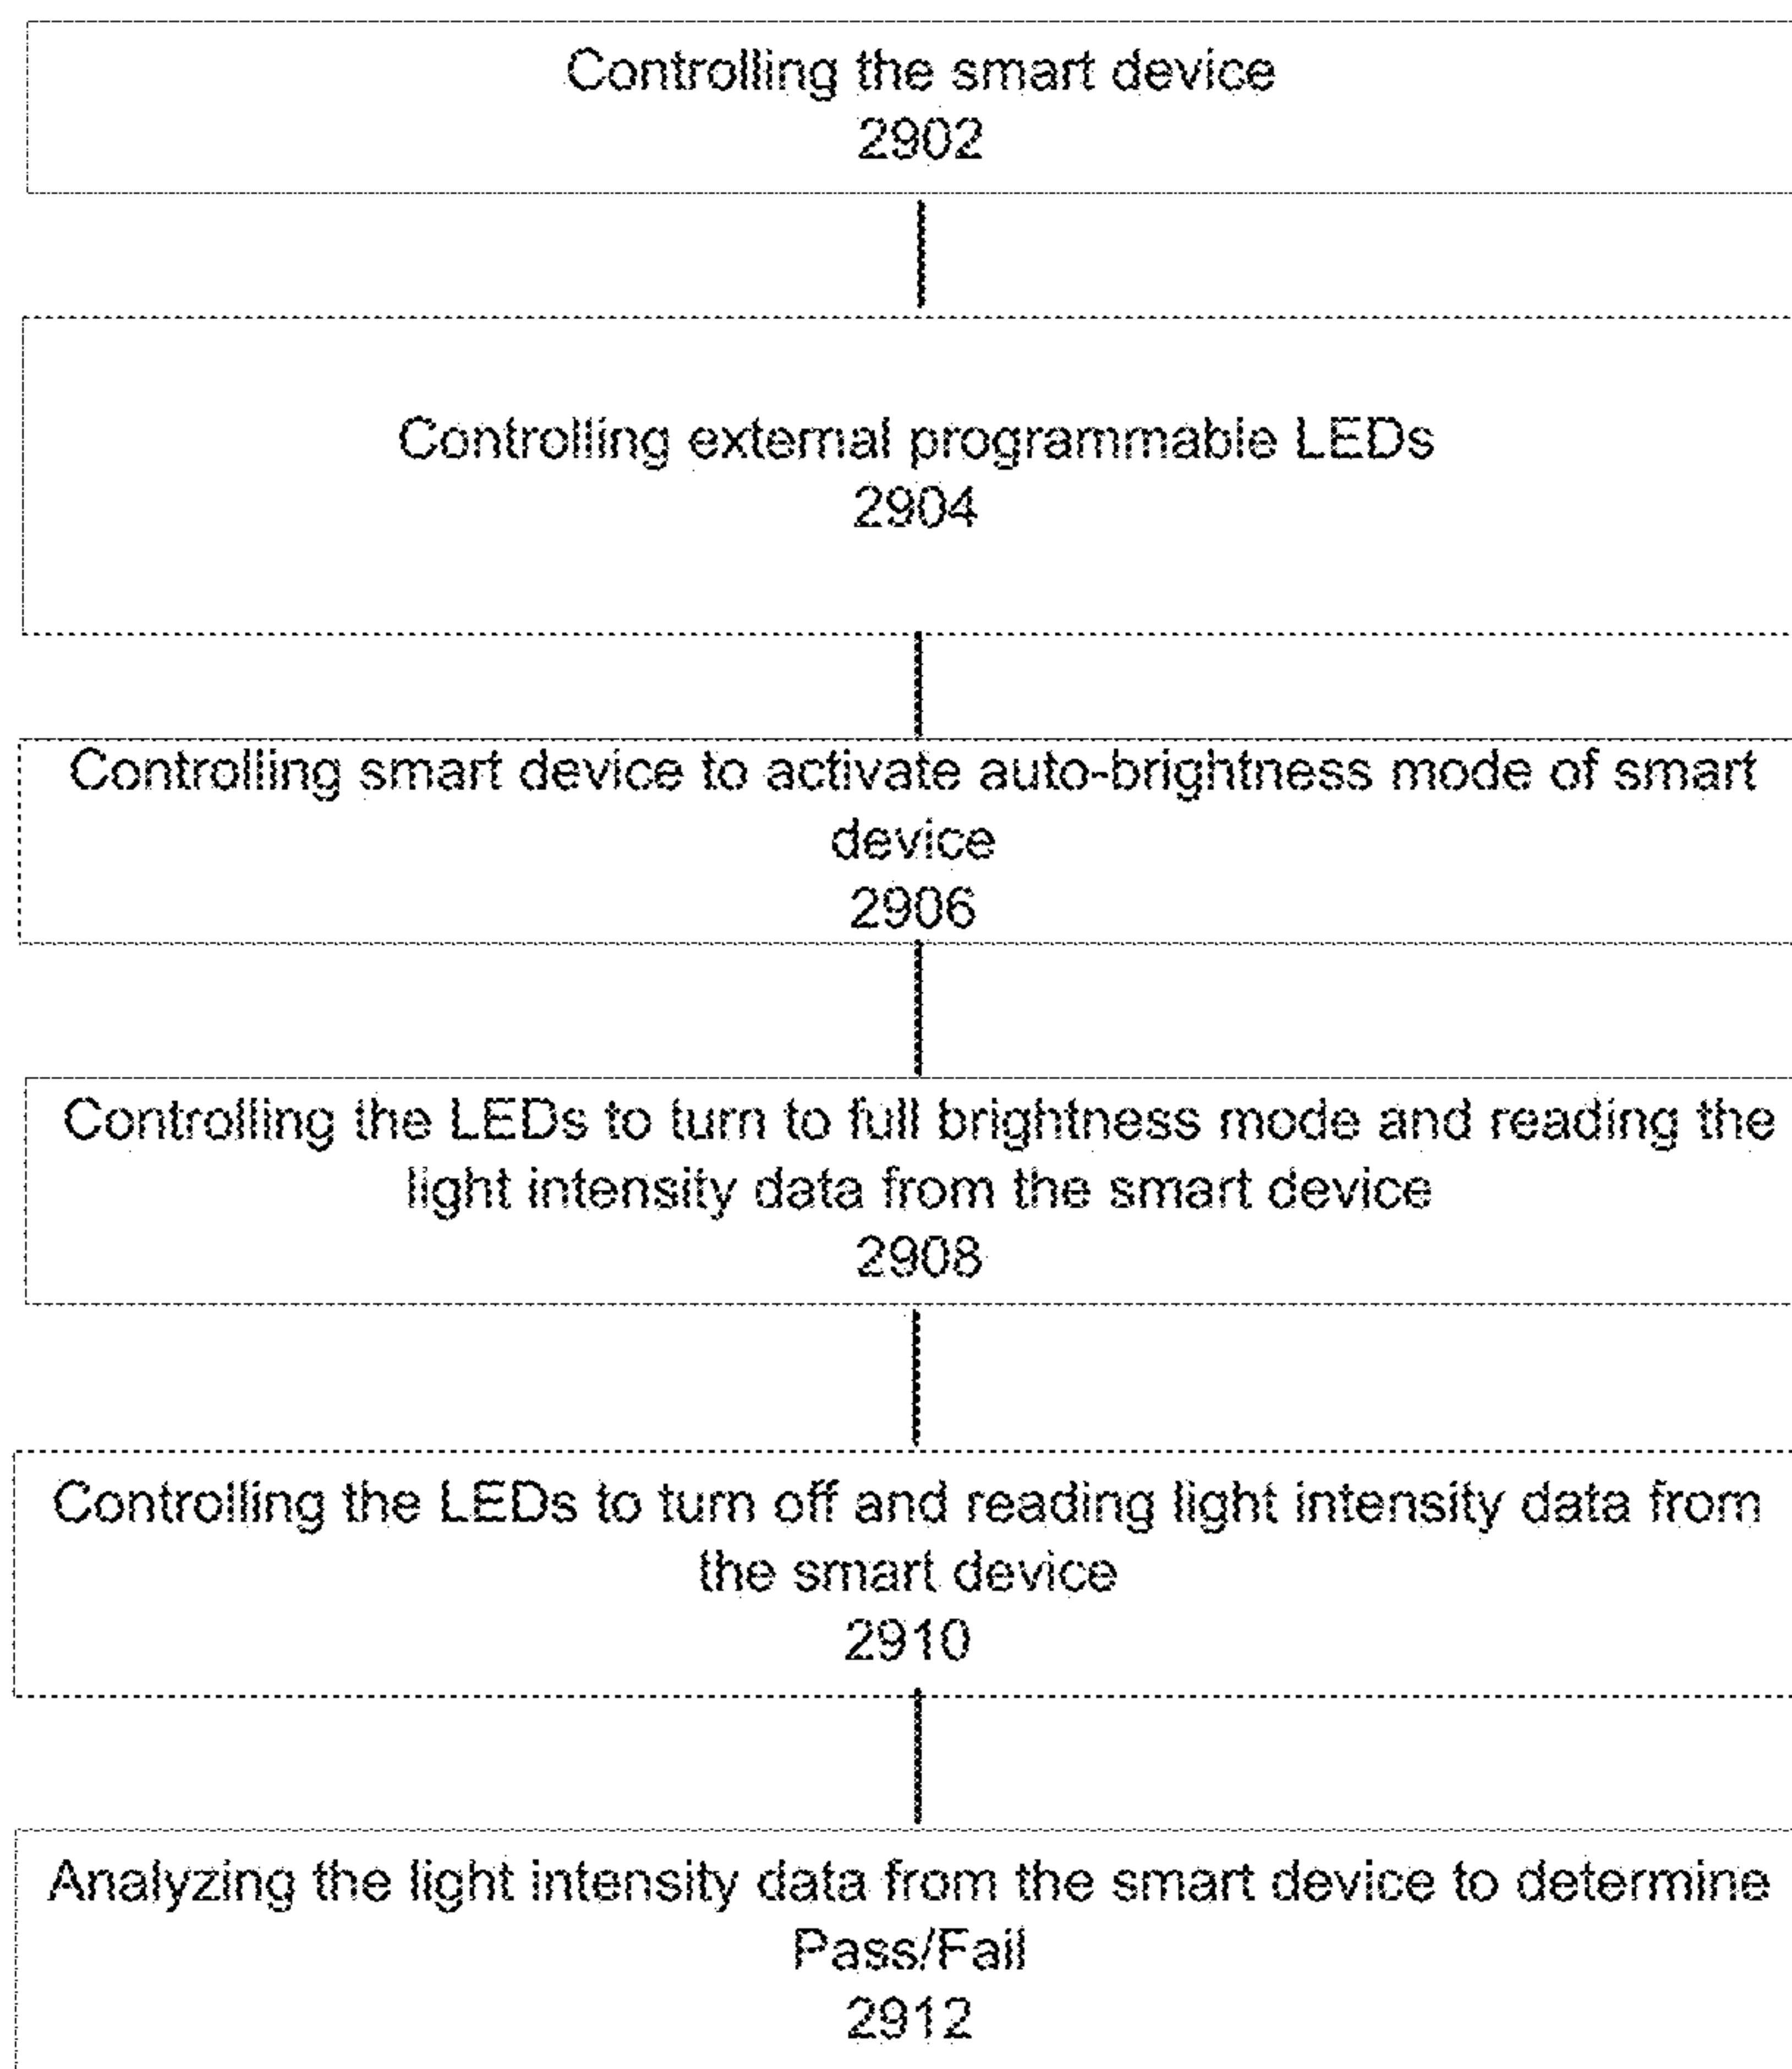 Controlling the smart device
2902
Controlling external programmable LEDs
2904
Controlling smart device to activate auto-brightness mode of smart
device
2906
Controlling the LEDs to turn to full brightness mode and reading the
light intensity data from the smart device
2908
Controlling the LEDs to turn off and reading light intensity data from
the smart device
2910
Analyzing the light intensity data from the smart device to determine
Pass/Fail
2912